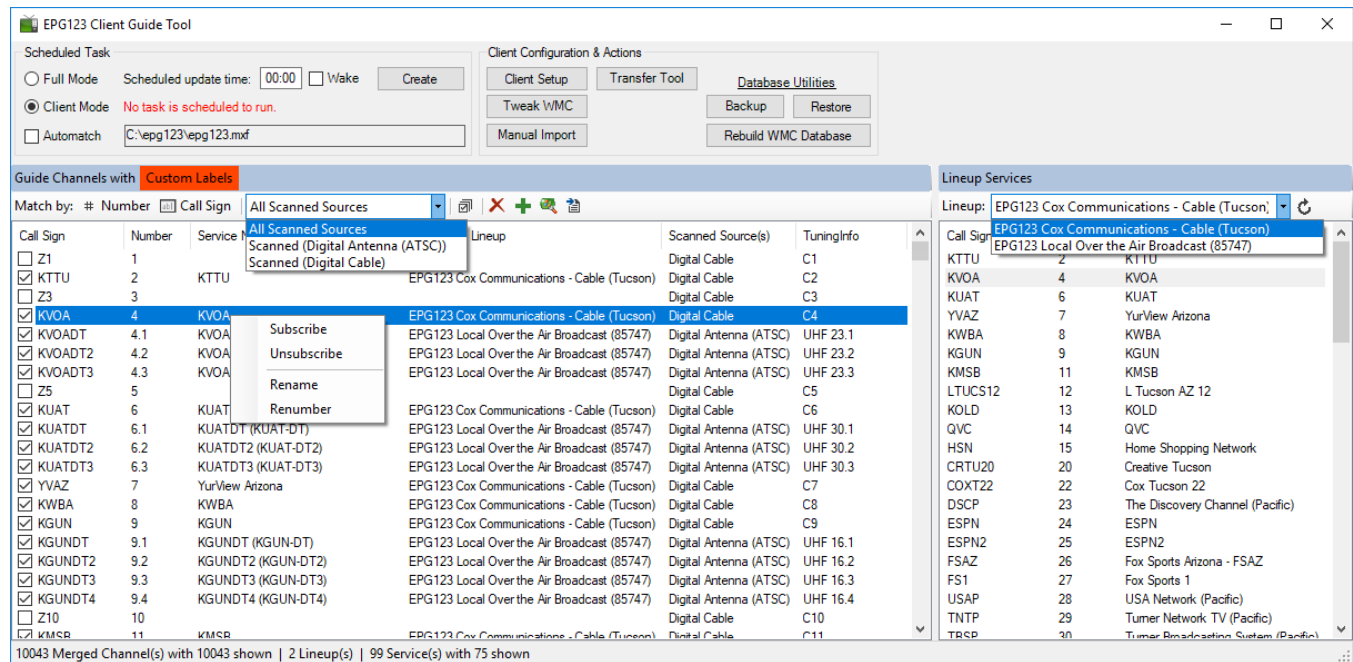 EPG123 Client Guide Tool
Scheduled Task
Full Mode Scheduled update time: 00:00 Wake Create
Client Mode No task is scheduled to run.
Automatch C:\epg123\epg123.mxf
Client Configuration & Actions
Client Setup Transfer Tool Database Utilities
Tweak WMC Backup Restore
Manual Import Rebuild WMC Database
Guide Channels with Custom Labels
Match by: # Number Call Sign All Scanned Sources
All Scanned Sources
Scanned (Digital Antenna (ATSC))
Scanned (Digital Cable)
Call Sign Number Service Lineup Scanned Source(s) TuningInfo
Z1 1 Digital Cable C1
KTTU 2 KTTU EPG123 Cox Communications - Cable (Tucson) Digital Cable C2
Z3 3 Digital Cable C3
KVOA 4 KVOA EPG123 Cox Communications - Cable (Tucson) Digital Cable C4
KVOADT 4.1 KVOA EPG123 Local Over the Air Broadcast (85747) Digital Antenna (ATSC) UHF 23.1
KVOADT2 4.2 KVOA EPG123 Local Over the Air Broadcast (85747) Digital Antenna (ATSC) UHF 23.2
KVOADT3 4.3 KVOA EPG123 Local Over the Air Broadcast (85747) Digital Antenna (ATSC) UHF 23.3
Z5 5 Digital Cable C5
KUAT 6 KUAT EPG123 Cox Communications - Cable (Tucson) Digital Cable C6
KUATDT 6.1 KUATDT (KUAT-DT) EPG123 Local Over the Air Broadcast (85747) Digital Antenna (ATSC) UHF 30.1
KUATDT2 6.2 KUATDT2 (KUAT-DT2) EPG123 Local Over the Air Broadcast (85747) Digital Antenna (ATSC) UHF 30.2
KUATDT3 6.3 KUATDT3 (KUAT-DT3) EPG123 Local Over the Air Broadcast (85747) Digital Antenna (ATSC) UHF 30.3
YVAZ 7 YurView Arizona EPG123 Cox Communications - Cable (Tucson) Digital Cable C7
KWBA 8 KWBA EPG123 Cox Communications - Cable (Tucson) Digital Cable C8
KGUN 9 KGUN EPG123 Cox Communications - Cable (Tucson) Digital Cable C9
KGUNDT 9.1 KGUNDT (KGUN-DT) EPG123 Local Over the Air Broadcast (85747) Digital Antenna (ATSC) UHF 16.1
KGUNDT2 9.2 KGUNDT2 (KGUN-DT2) EPG123 Local Over the Air Broadcast (85747) Digital Antenna (ATSC) UHF 16.2
KGUNDT3 9.3 KGUNDT3 (KGUN-DT3) EPG123 Local Over the Air Broadcast (85747) Digital Antenna (ATSC) UHF 16.3
KGUNDT4 9.4 KGUNDT4 (KGUN-DT4) EPG123 Local Over the Air Broadcast (85747) Digital Antenna (ATSC) UHF 16.4
Z10 10 Digital Cable C10
KMSB 11 KMSB EPG123 Cox Communications - Cable (Tucson) Digital Cable C11
Subscribe
Unsubscribe
Rename
Renumber
Lineup Services
Lineup: EPG123 Cox Communications - Cable (Tucson)
EPG123 Cox Communications - Cable (Tucson)
EPG123 Local Over the Air Broadcast (85747)
Call Sign
KTTU 2 KTTU
KVOA 4 KVOA
KUAT 6 KUAT
YVAZ 7 YurView Arizona
KWBA 8 KWBA
KGUN 9 KGUN
KMSB 11 KMSB
LTUCS12 12 L Tucson AZ 12
KOLD 13 KOLD
QVC 14 QVC
HSN 15 Home Shopping Network
CRTU20 20 Creative Tucson
COXT22 22 Cox Tucson 22
DSCP 23 The Discovery Channel (Pacific)
ESPN 24 ESPN
ESPN2 25 ESPN2
FSAZ 26 Fox Sports Arizona - FSAZ
FS1 27 Fox Sports 1
USAP 28 USA Network (Pacific)
TNTP 29 Turner Network TV (Pacific)
TBSP 30 Turner Broadcasting System (Pacific)
10043 Merged Channel(s) with 10043 shown | 2 Lineup(s) | 99 Service(s) with 75 shown